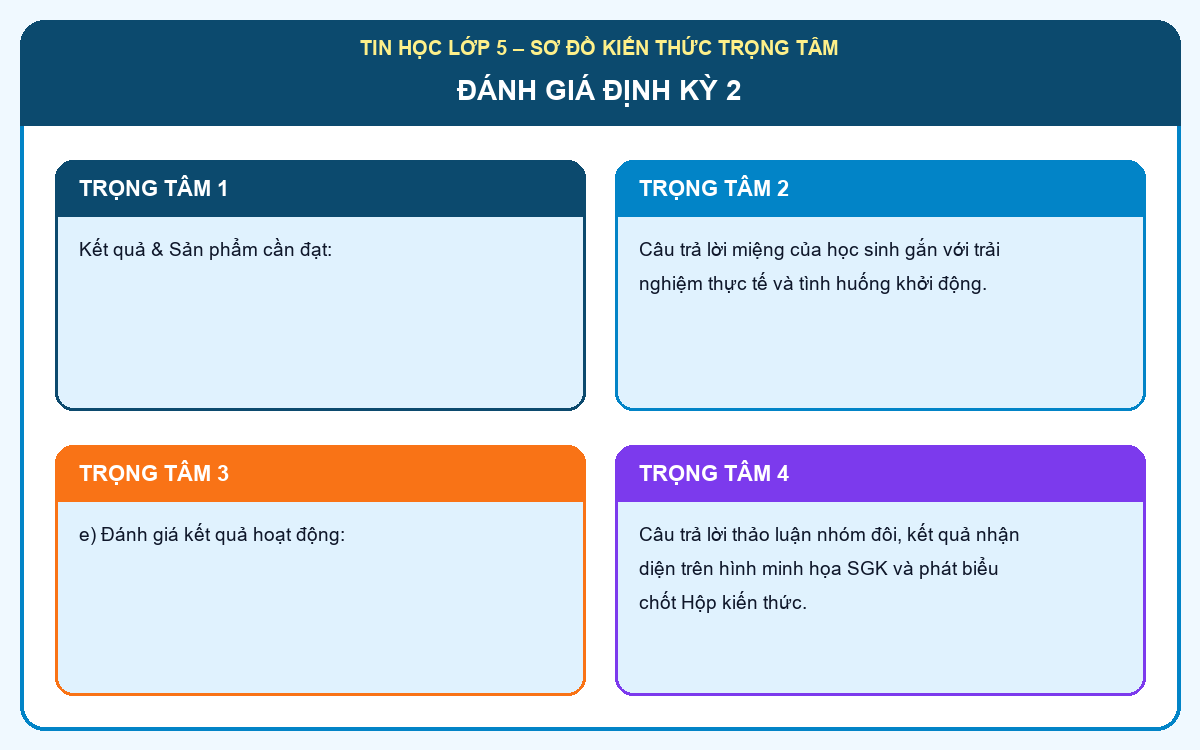 TIN HỌC LỚP 5 – SƠ ĐỒ KIẾN THỨC TRỌNG TÂM
ĐÁNH GIÁ ĐỊNH KỲ 2
TRỌNG TÂM 1
Kết quả & Sản phẩm cần đạt:
TRỌNG TÂM 2
Câu trả lời miệng của học sinh gắn với trải
nghiệm thực tế và tình huống khởi động.
TRỌNG TÂM 3
e) Đánh giá kết quả hoạt động:
TRỌNG TÂM 4
Câu trả lời thảo luận nhóm đôi, kết quả nhận
diện trên hình minh họa SGK và phát biểu
chốt Hộp kiến thức.